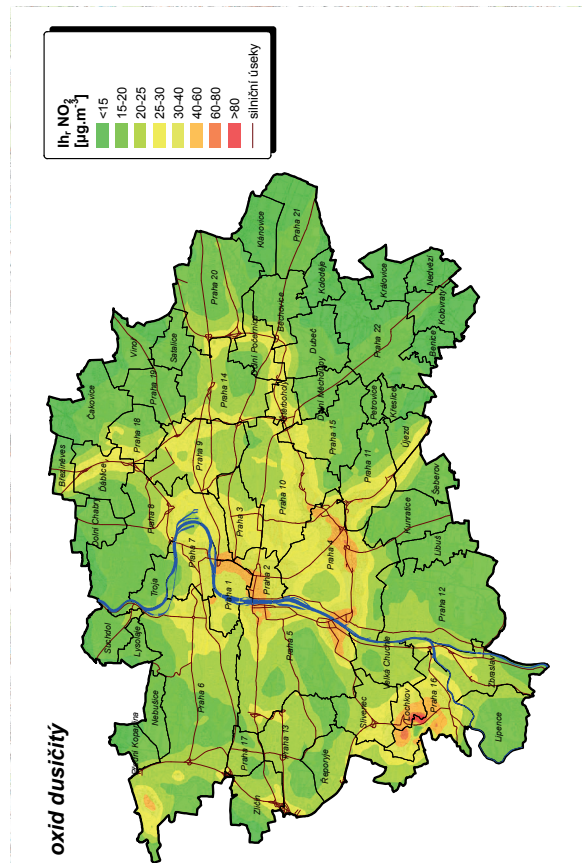 oxid dusičitý
Ihr NO2
[µg.m-3]
<15
15-20
20-25
25-30
30-40
40-60
60-80
>80
silniční úseky
Březiněves
Čakovice
Vinoř
Satalice
Praha 20
Klánovice
Praha 21
Koloděje
Běchovice
Dolní Počernice
Praha 14
Praha 19
Praha 18
Ďáblice
Dolní Chabry
Praha 8
Praha 9
Praha 3
Praha 10
Štěrboholy
Dubeč
Dolní Měcholupy
Praha 15
Petrovice
Křeslice
Praha 22
Královice
Nedvězí
Kolovraty
Benice
Újezd
Praha 11
Šeberov
Kunratice
Libuš
Praha 12
Praha 4
Praha 2
Praha 1
Praha 7
Troja
Suchdol
Lysolaje
Nebušice
Praha 6
Praha 5
Praha 17
Zličín
Praha 13
Řeporyje
Slivenec
Lochkov
Velká Chuchle
Praha 16
Zbraslav
Lipence